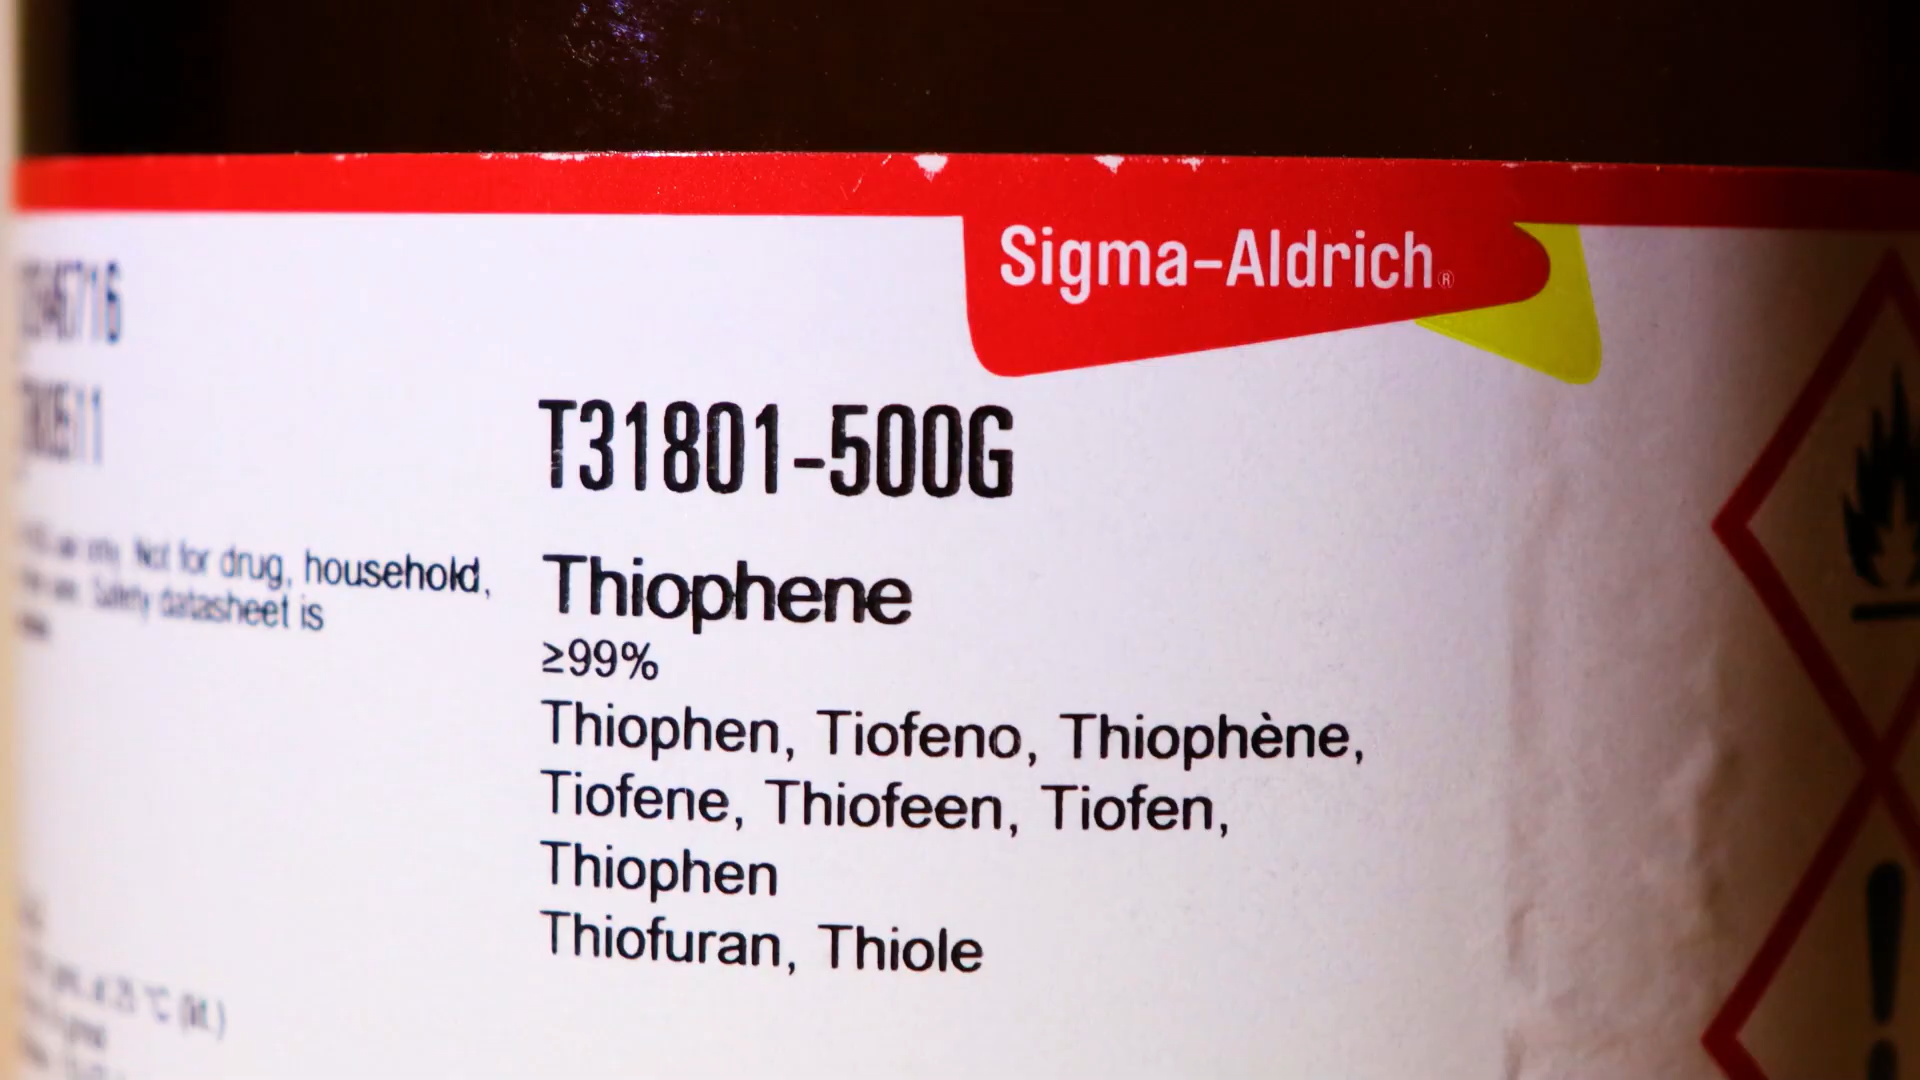 Sigma-Aldrich®
T31801-500G
Not for drug, household,
Safety datasheet is
Thiophene
≥99%
Thiophen, Tiofeno, Thiophène,
Tiofene, Thiofeen, Tiofen,
Thiophen
Thiofuran, Thiole